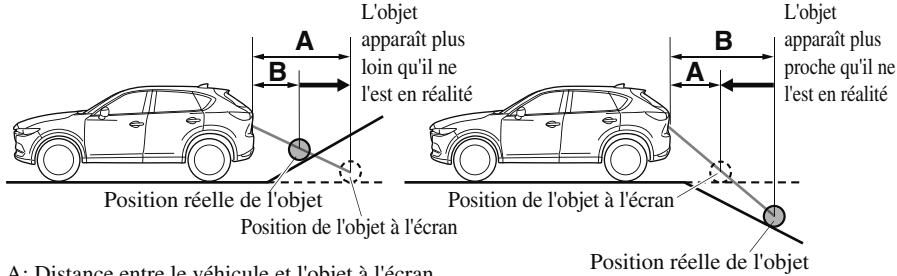 L'objet
apparaît plus
loin qu'il ne
l'est en réalité
A
B
Position réelle de l'objet
Position de l'objet à l'écran
L'objet
apparaît plus
proche qu'il ne
l'est en réalité
B
A
Position de l'objet à l'écran
Position réelle de l'objet
A: Distance entre le véhicule et l'objet à l'écran